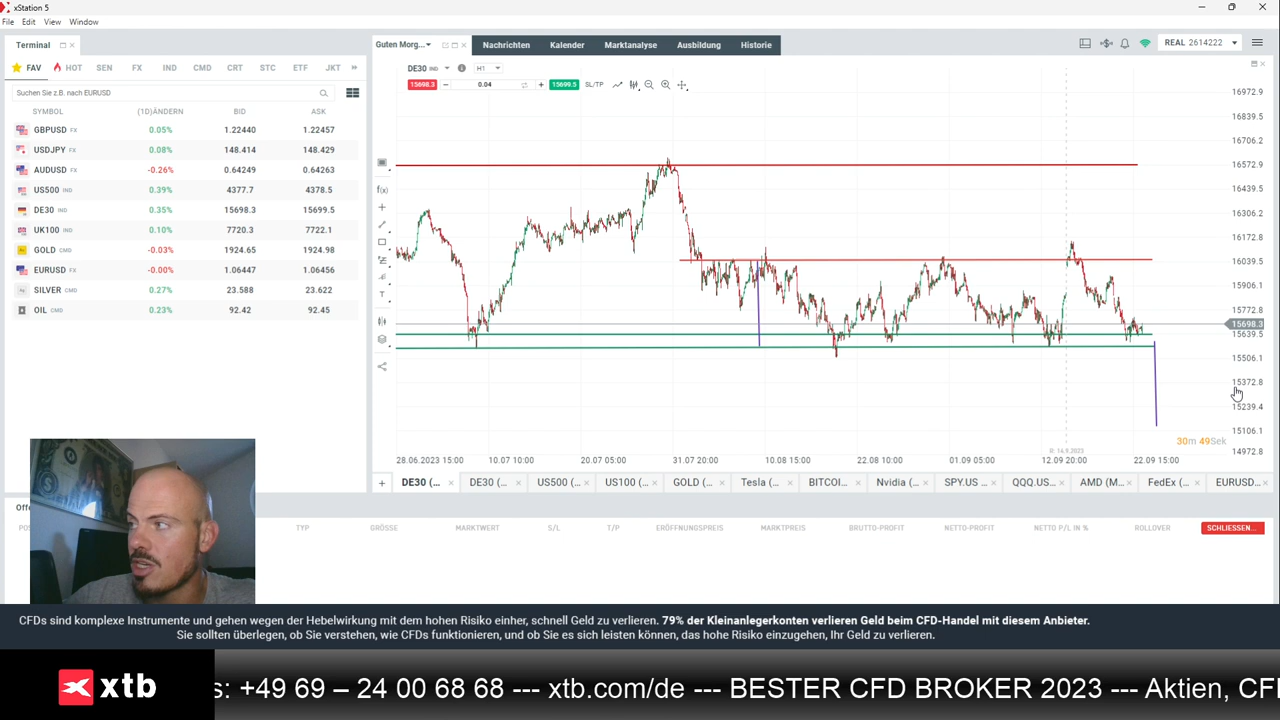 xStation 5
File Edit View Window
Terminal
FAV HOT SEN FX IND CMD CRT STC ETF JKT
Suchen Sie z.B. nach EURUSD
SYMBOL (1D)ÄNDERN BID ASK
GBPUSD FX 0.05% 1.22440 1.22457
USDJPY FX 0.08% 148.414 148.429
AUDUSD FX -0.26% 0.64249 0.64263
US500 IND 0.39% 4377.7 4378.5
DE30 IND 0.35% 15698.3 15699.5
UK100 IND 0.10% 7720.3 7722.1
GOLD CMD -0.03% 1924.65 1924.98
EURUSD FX -0.00% 1.06447 1.06456
SILVER CMD 0.27% 23.588 23.622
OIL CMD 0.23% 92.42 92.45
Guten Morg... Nachrichten Kalender Marktanalyse Ausbildung Historie
REAL 2614222
DE30 IND H1
15698.3 0.04 15699.5 SL/TP
16972.9
16839.5
16706.2
16572.9
16439.5
16306.2
16172.8
16039.5
15906.1
15772.8
15698.3
15639.5
15506.1
15372.8
15239.4
15106.1
14972.8
30m 49Sek
28.06.2023 15:00 10.07 10:00 20.07 05:00 31.07 20:00 10.08 15:00 22.08 10:00 01.09 05:00 12.09 20:00 22.09 15:00
DE30 (... DE30 (... US500 (... US100 (... GOLD (... Tesla (... BITCOI... Nvidia (... SPY.US ... QQQ.US... AMD (M... FedEx (... EURUSD...
TYP GRÖSSE MARKTWERT S/L T/P ERÖFFNUNGSPREIS MARKTPREIS BRUTTO-PROFIT NETTO-PROFIT NETTO P/L IN % ROLLOVER SCHLIESSEN...
CFDs sind komplexe Instrumente und gehen wegen der Hebelwirkung mit dem hohen Risiko einher, schnell Geld zu verlieren. 79% der Kleinanlegerkonten verlieren Geld beim CFD-Handel mit diesem Anbieter.
Sie sollten überlegen, ob Sie verstehen, wie CFDs funktionieren, und ob Sie es sich leisten können, das hohe Risiko einzugehen, Ihr Geld zu verlieren.
xtb s: +49 69 – 24 00 68 68 --- xtb.com/de --- BESTER CFD BROKER 2023 --- Aktien, CFD